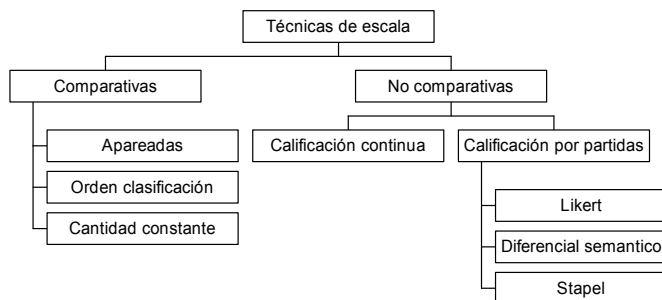 Técnicas de escala
Comparativas
No comparativas
Apareadas
Orden clasificación
Cantidad constante
Calificación continua
Calificación por partidas
Likert
Diferencial semantico
Stapel